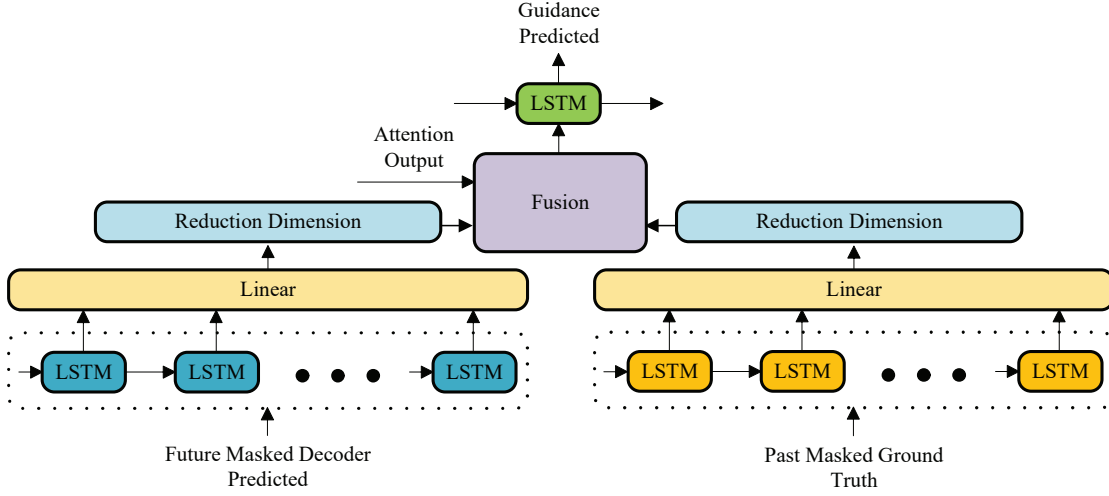 Guidance
Predicted
LSTM
Attention
Output
Fusion
Reduction Dimension
Reduction Dimension
Linear
Linear
LSTM
LSTM
LSTM
LSTM
LSTM
LSTM
Future Masked Decoder
Predicted
Past Masked Ground
Truth